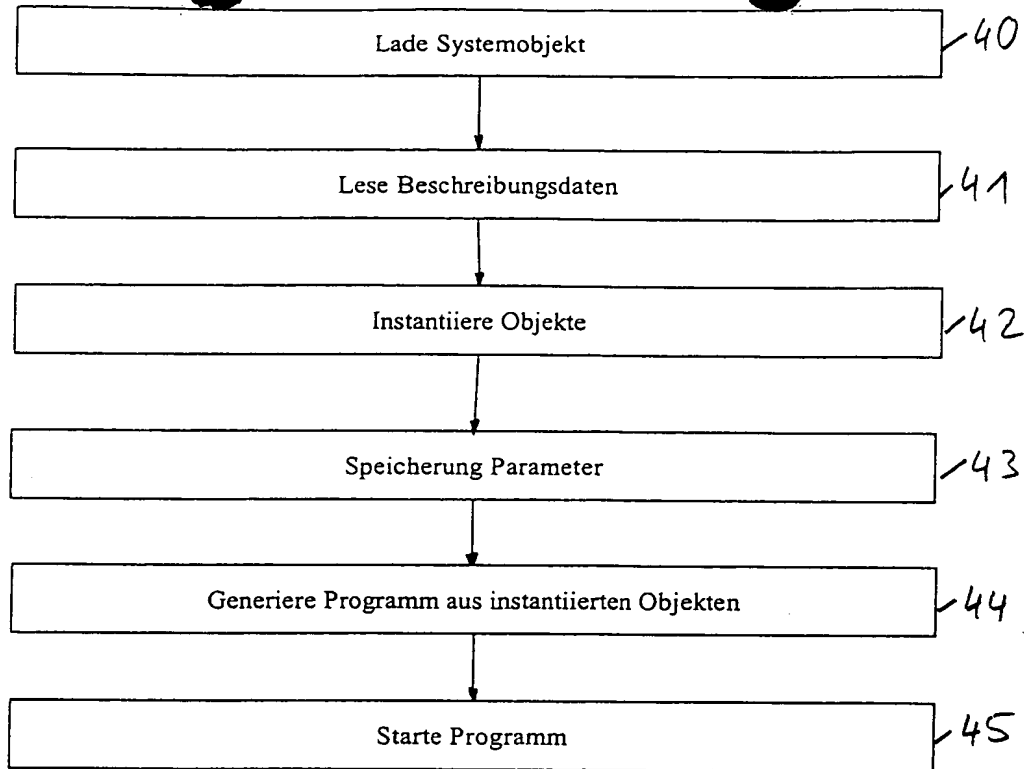 Lade Systemobjekt 40
Lese Beschreibungsdaten 41
Instantiiere Objekte 42
Speicherung Parameter 43
Generiere Programm aus instantiierten Objekten 44
Starte Programm 45